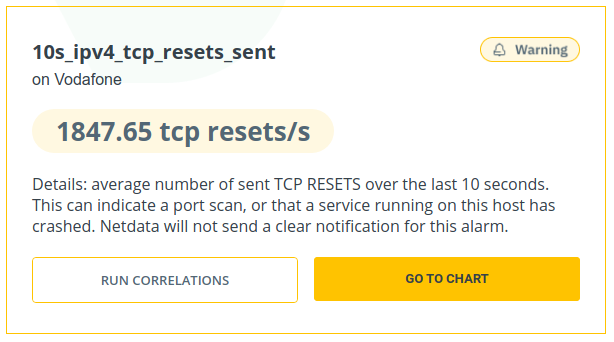 10s_ipv4_tcp_resets_sent
Warning
on Vodafone
1847.65 tcp resets/s
Details: average number of sent TCP RESETS over the last 10 seconds.
This can indicate a port scan, or that a service running on this host has
crashed. Netdata will not send a clear notification for this alarm.
RUN CORRELATIONS
GO TO CHART